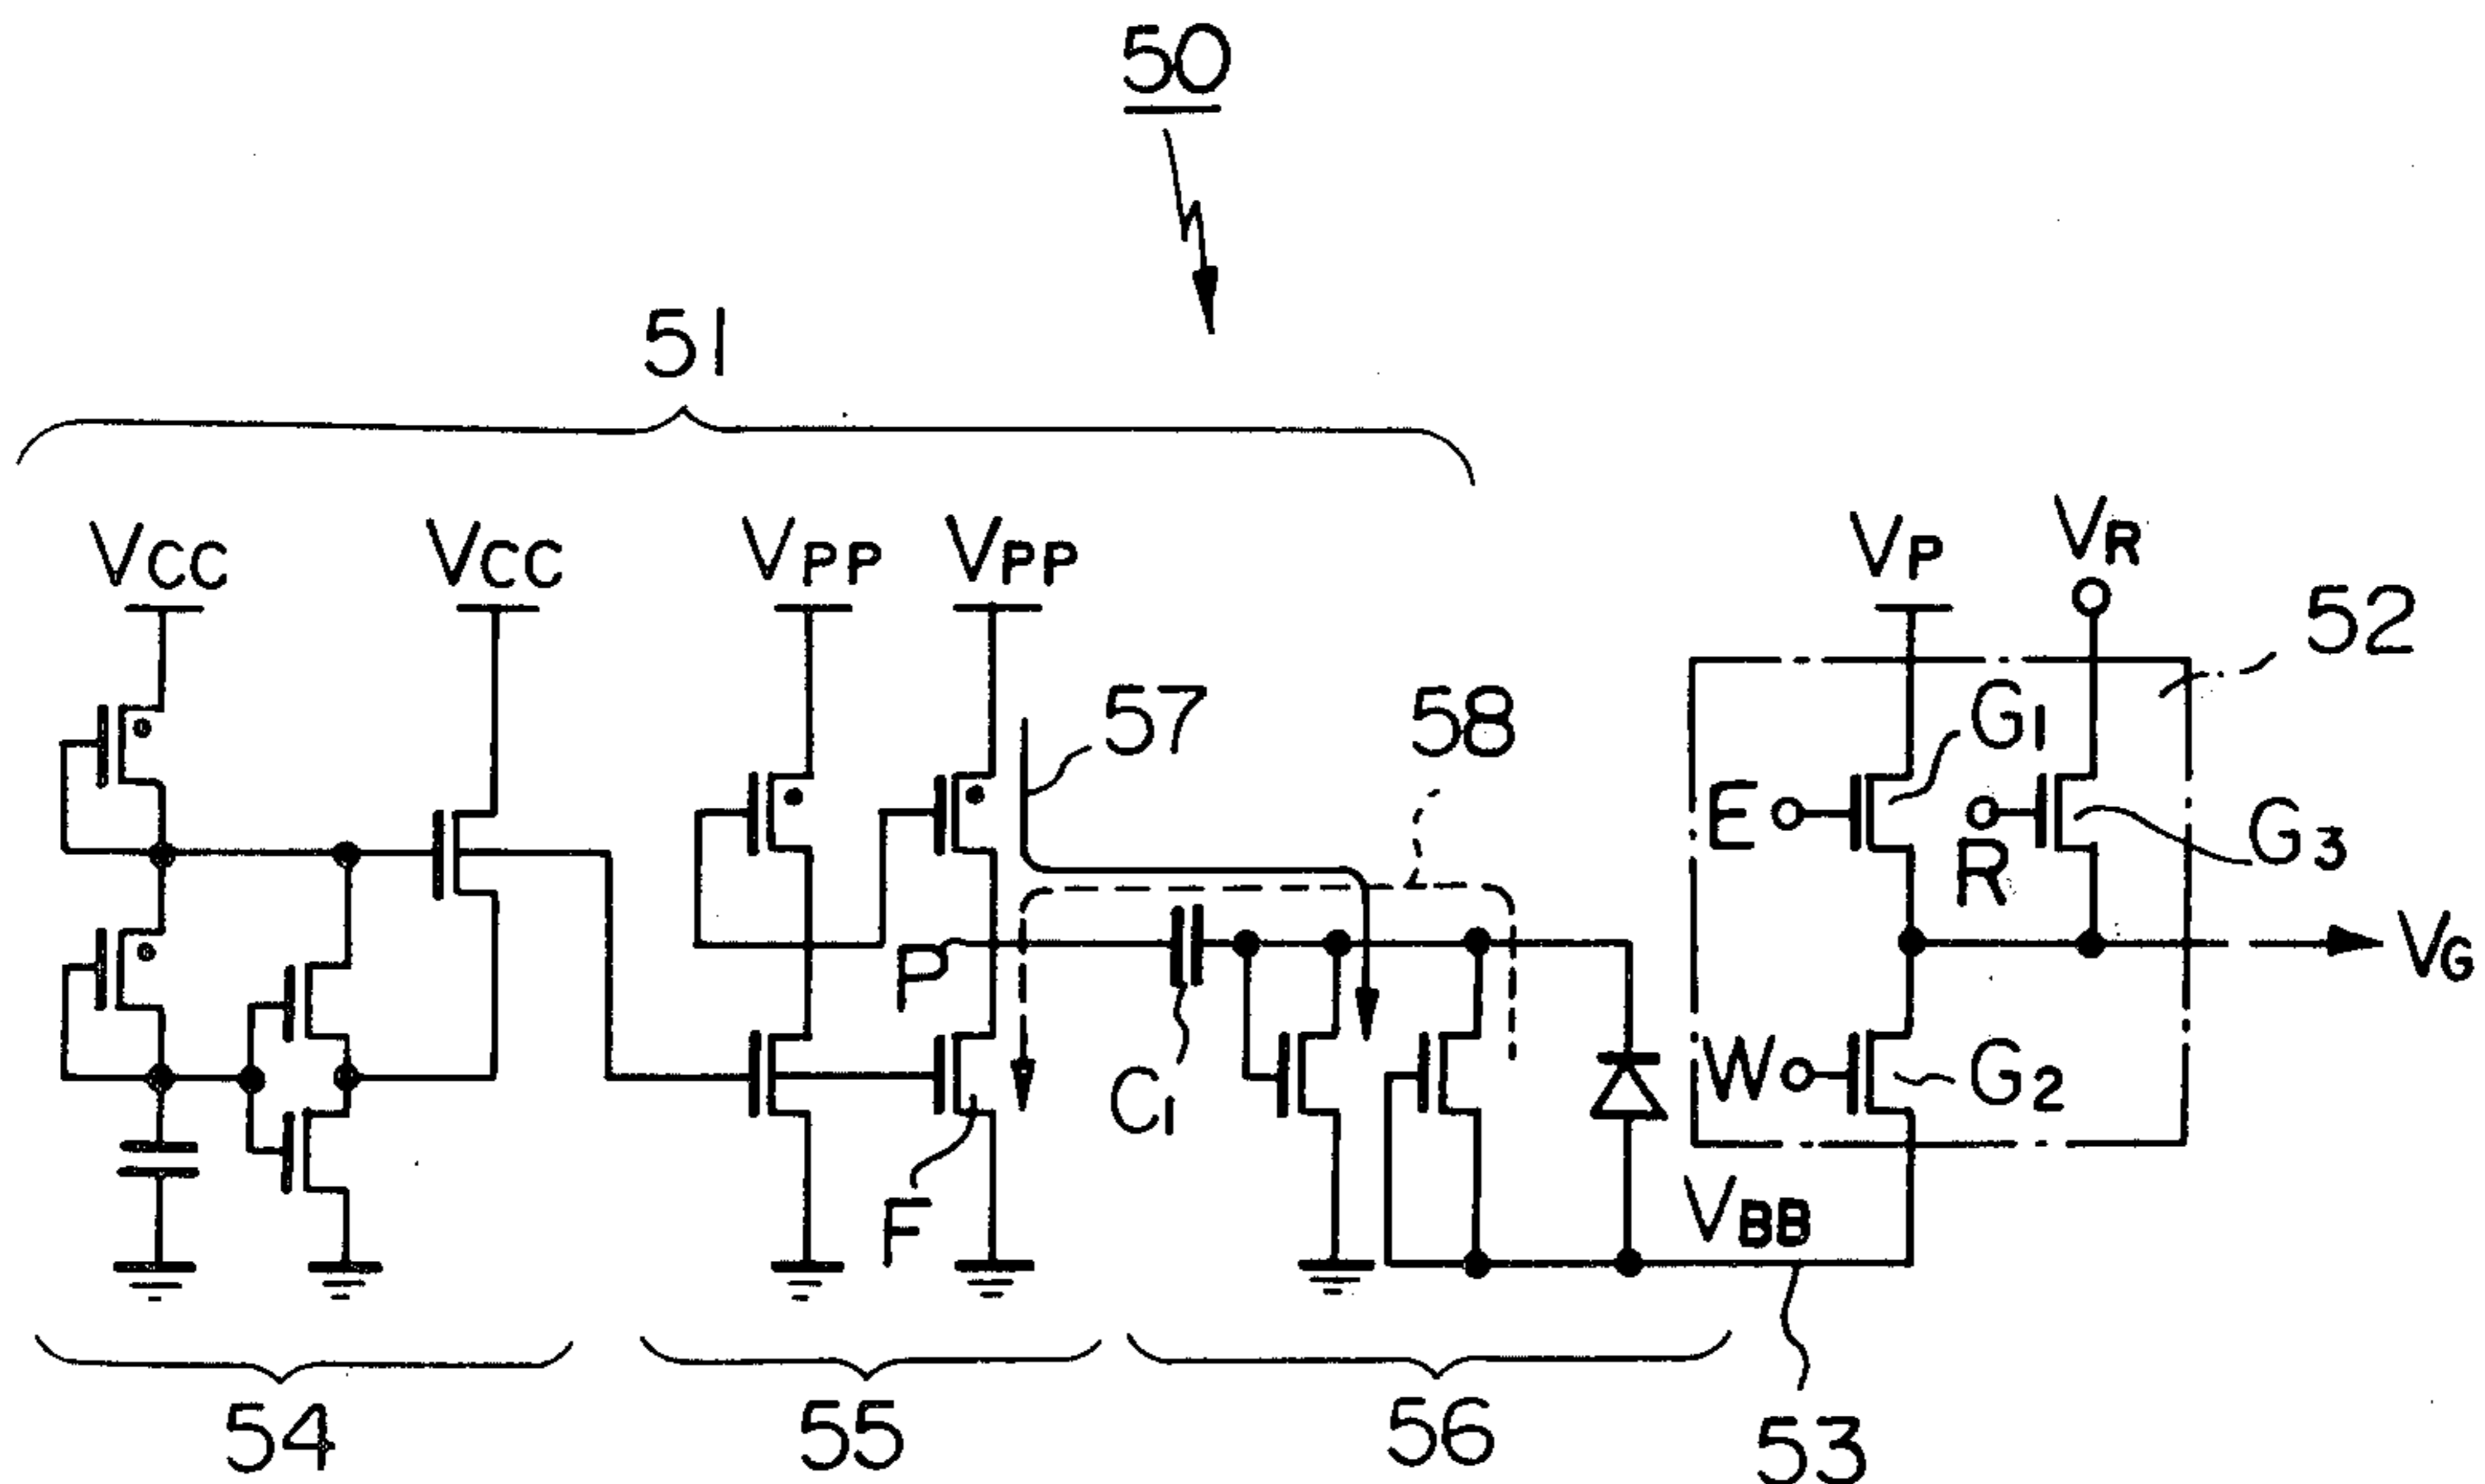 50
51
VCC VCC VPP VPP VP VR
52
57 58 G1
E G3
R
P VG
C1 W G2
F VBB
54 55 56 53